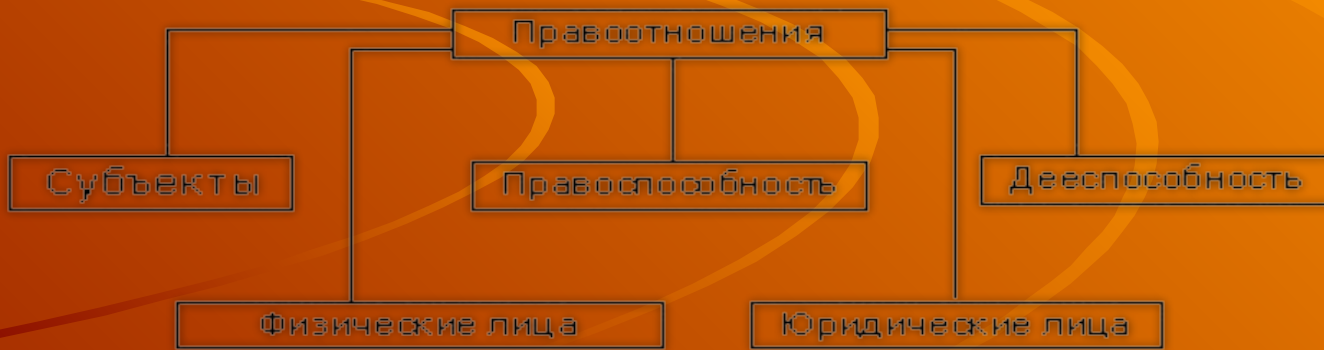 Правоотношения
Субъекты
Правоспособность
Дееспособность
Физические лица
Юридические лица